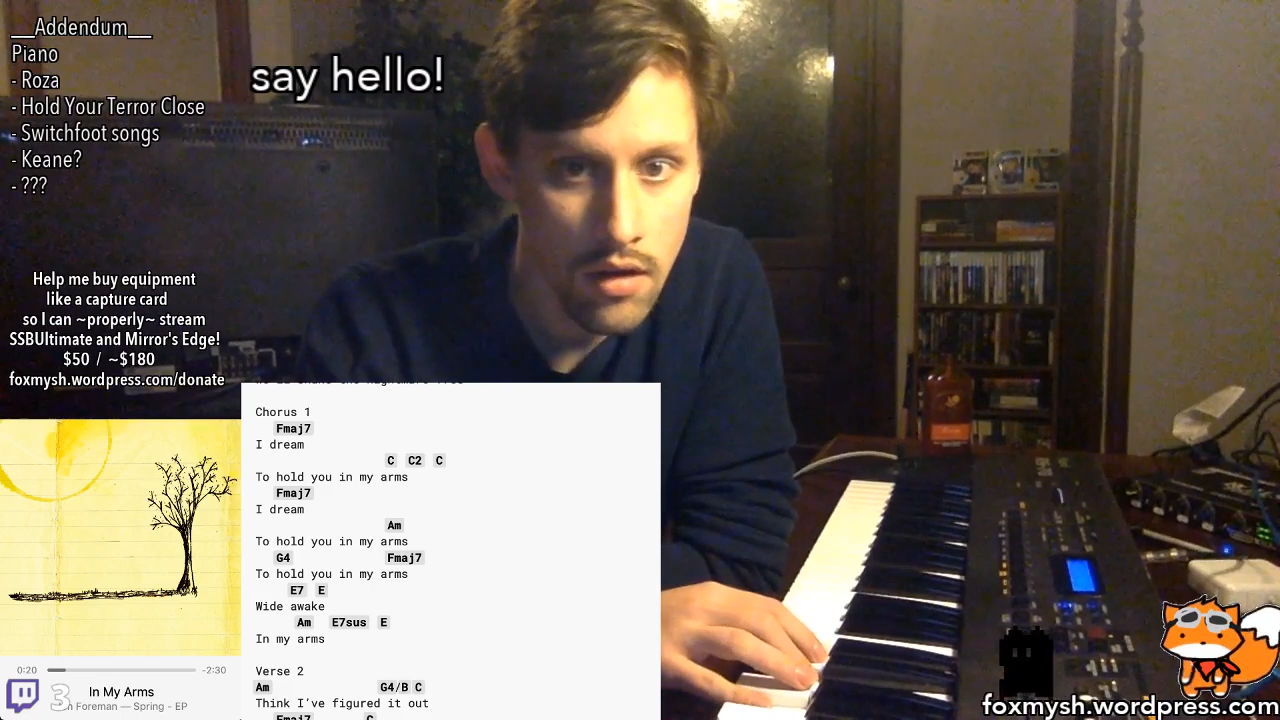 __Addendum__
Piano
- Roza
- Hold Your Terror Close
- Switchfoot songs
- Keane?
- ???
say hello!
Help me buy equipment
like a capture card
so I can ~properly~ stream
SSBUltimate and Mirror's Edge!
$50 / ~$180
foxmysh.wordpress.com/donate
Chorus 1
Fmaj7
I dream
C C2 C
To hold you in my arms
Fmaj7
I dream
Am
To hold you in my arms
G4 Fmaj7
To hold you in my arms
E7 E
Wide awake
Am E7sus E
In my arms
Verse 2
Am G4/B C
Think I've figured it out
Fmaj7 C
0:20 -2:30
3
In My Arms
Foreman — Spring - EP
foxmysh.wordpress.com